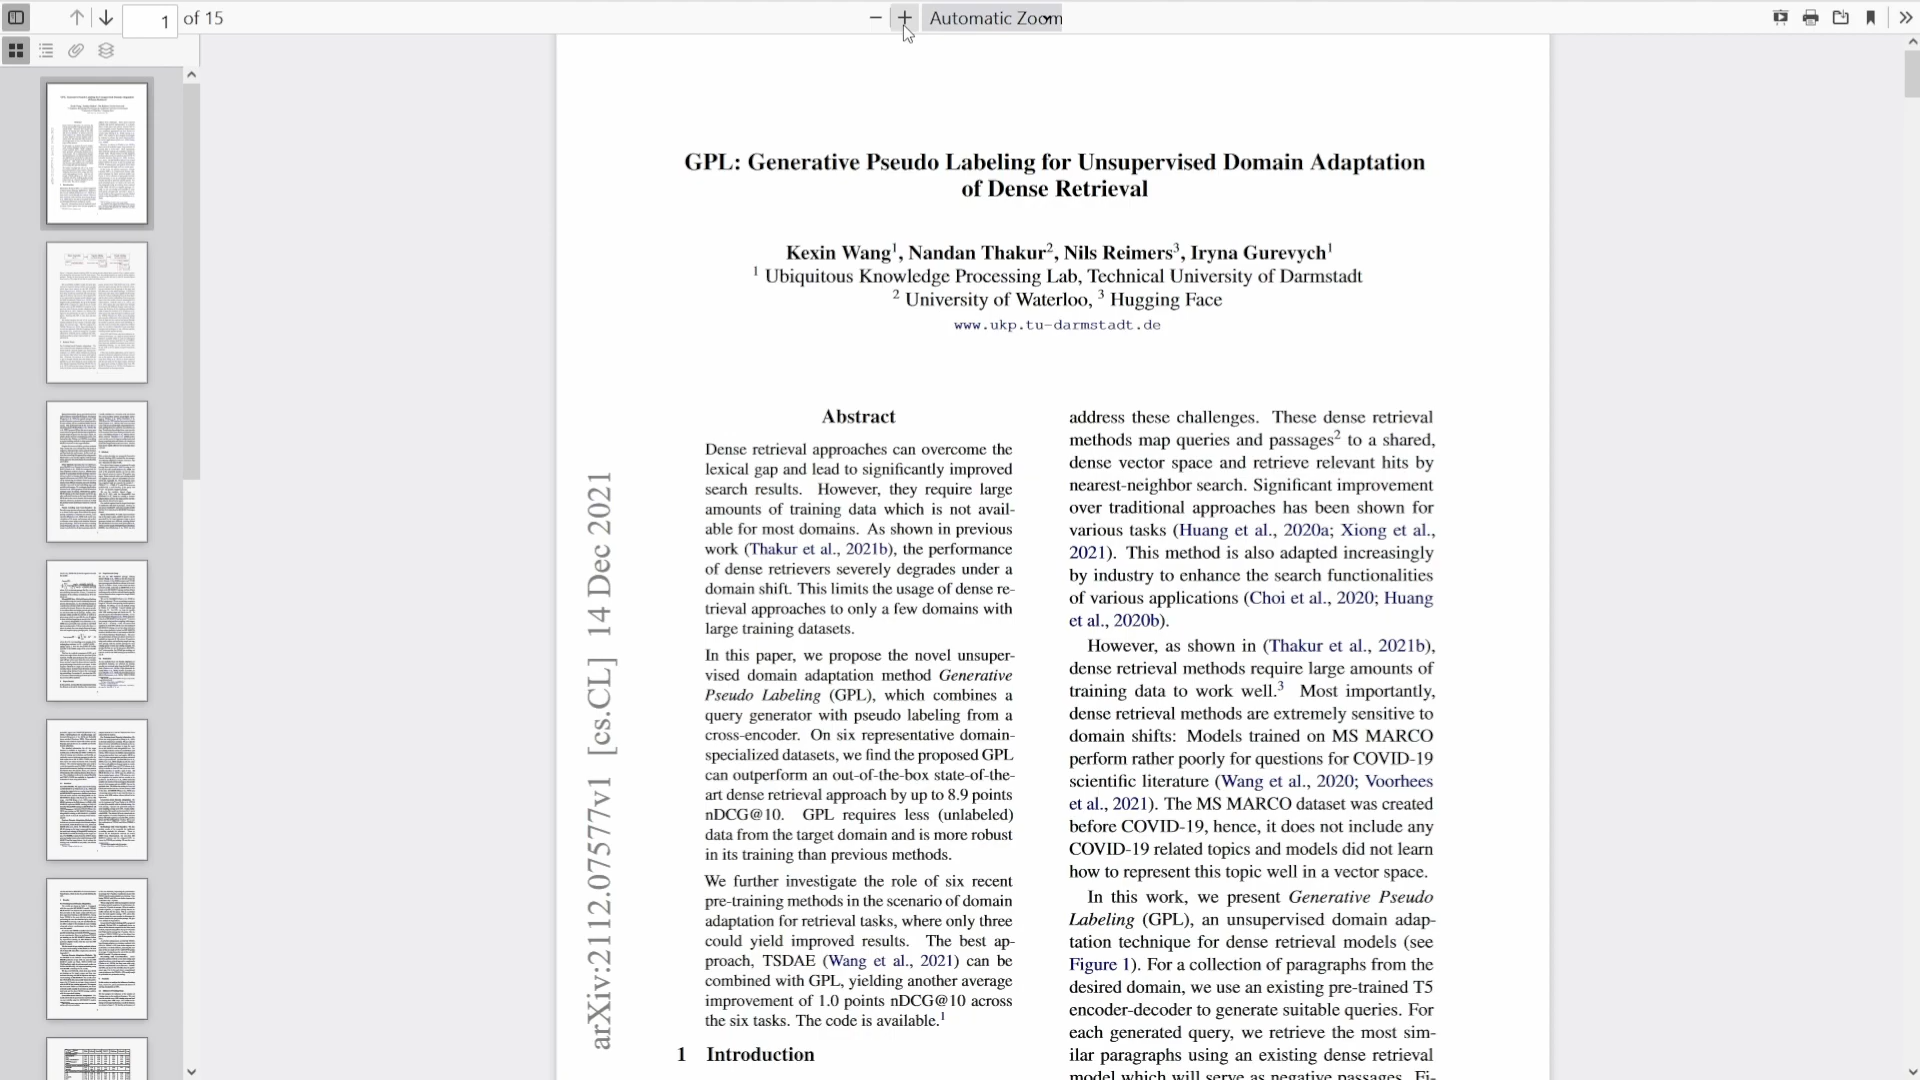 1 of 15
Automatic Zoom
GPL: Generative Pseudo Labeling for Unsupervised Domain Adaptation
of Dense Retrieval
Kexin Wang1, Nandan Thakur2, Nils Reimers3, Iryna Gurevych1
1 Ubiquitous Knowledge Processing Lab, Technical University of Darmstadt
2 University of Waterloo, 3 Hugging Face
www.ukp.tu-darmstadt.de
arXiv:2112.07577v1 [cs.CL] 14 Dec 2021
Abstract
Dense retrieval approaches can overcome the
lexical gap and lead to significantly improved
search results. However, they require large
amounts of training data which is not avail-
able for most domains. As shown in previous
work (Thakur et al., 2021b), the performance
of dense retrievers severely degrades under a
domain shift. This limits the usage of dense re-
trieval approaches to only a few domains with
large training datasets.
In this paper, we propose the novel unsuper-
vised domain adaptation method Generative
Pseudo Labeling (GPL), which combines a
query generator with pseudo labeling from a
cross-encoder. On six representative domain-
specialized datasets, we find the proposed GPL
can outperform an out-of-the-box state-of-the-
art dense retrieval approach by up to 8.9 points
nDCG@10. GPL requires less (unlabeled)
data from the target domain and is more robust
in its training than previous methods.
We further investigate the role of six recent
pre-training methods in the scenario of domain
adaptation for retrieval tasks, where only three
could yield improved results. The best ap-
proach, TSDAE (Wang et al., 2021) can be
combined with GPL, yielding another average
improvement of 1.0 points nDCG@10 across
the six tasks. The code is available.1
1 Introduction
address these challenges. These dense retrieval
methods map queries and passages2 to a shared,
dense vector space and retrieve relevant hits by
nearest-neighbor search. Significant improvement
over traditional approaches has been shown for
various tasks (Huang et al., 2020a; Xiong et al.,
2021). This method is also adapted increasingly
by industry to enhance the search functionalities
of various applications (Choi et al., 2020; Huang
et al., 2020b).
However, as shown in (Thakur et al., 2021b),
dense retrieval methods require large amounts of
training data to work well.3 Most importantly,
dense retrieval methods are extremely sensitive to
domain shifts: Models trained on MS MARCO
perform rather poorly for questions for COVID-19
scientific literature (Wang et al., 2020; Voorhees
et al., 2021). The MS MARCO dataset was created
before COVID-19, hence, it does not include any
COVID-19 related topics and models did not learn
how to represent this topic well in a vector space.
In this work, we present Generative Pseudo
Labeling (GPL), an unsupervised domain adap-
tation technique for dense retrieval models (see
Figure 1). For a collection of paragraphs from the
desired domain, we use an existing pre-trained T5
encoder-decoder to generate suitable queries. For
each generated query, we retrieve the most sim-
ilar paragraphs using an existing dense retrieval
model which will serve as negative passages. Fi-